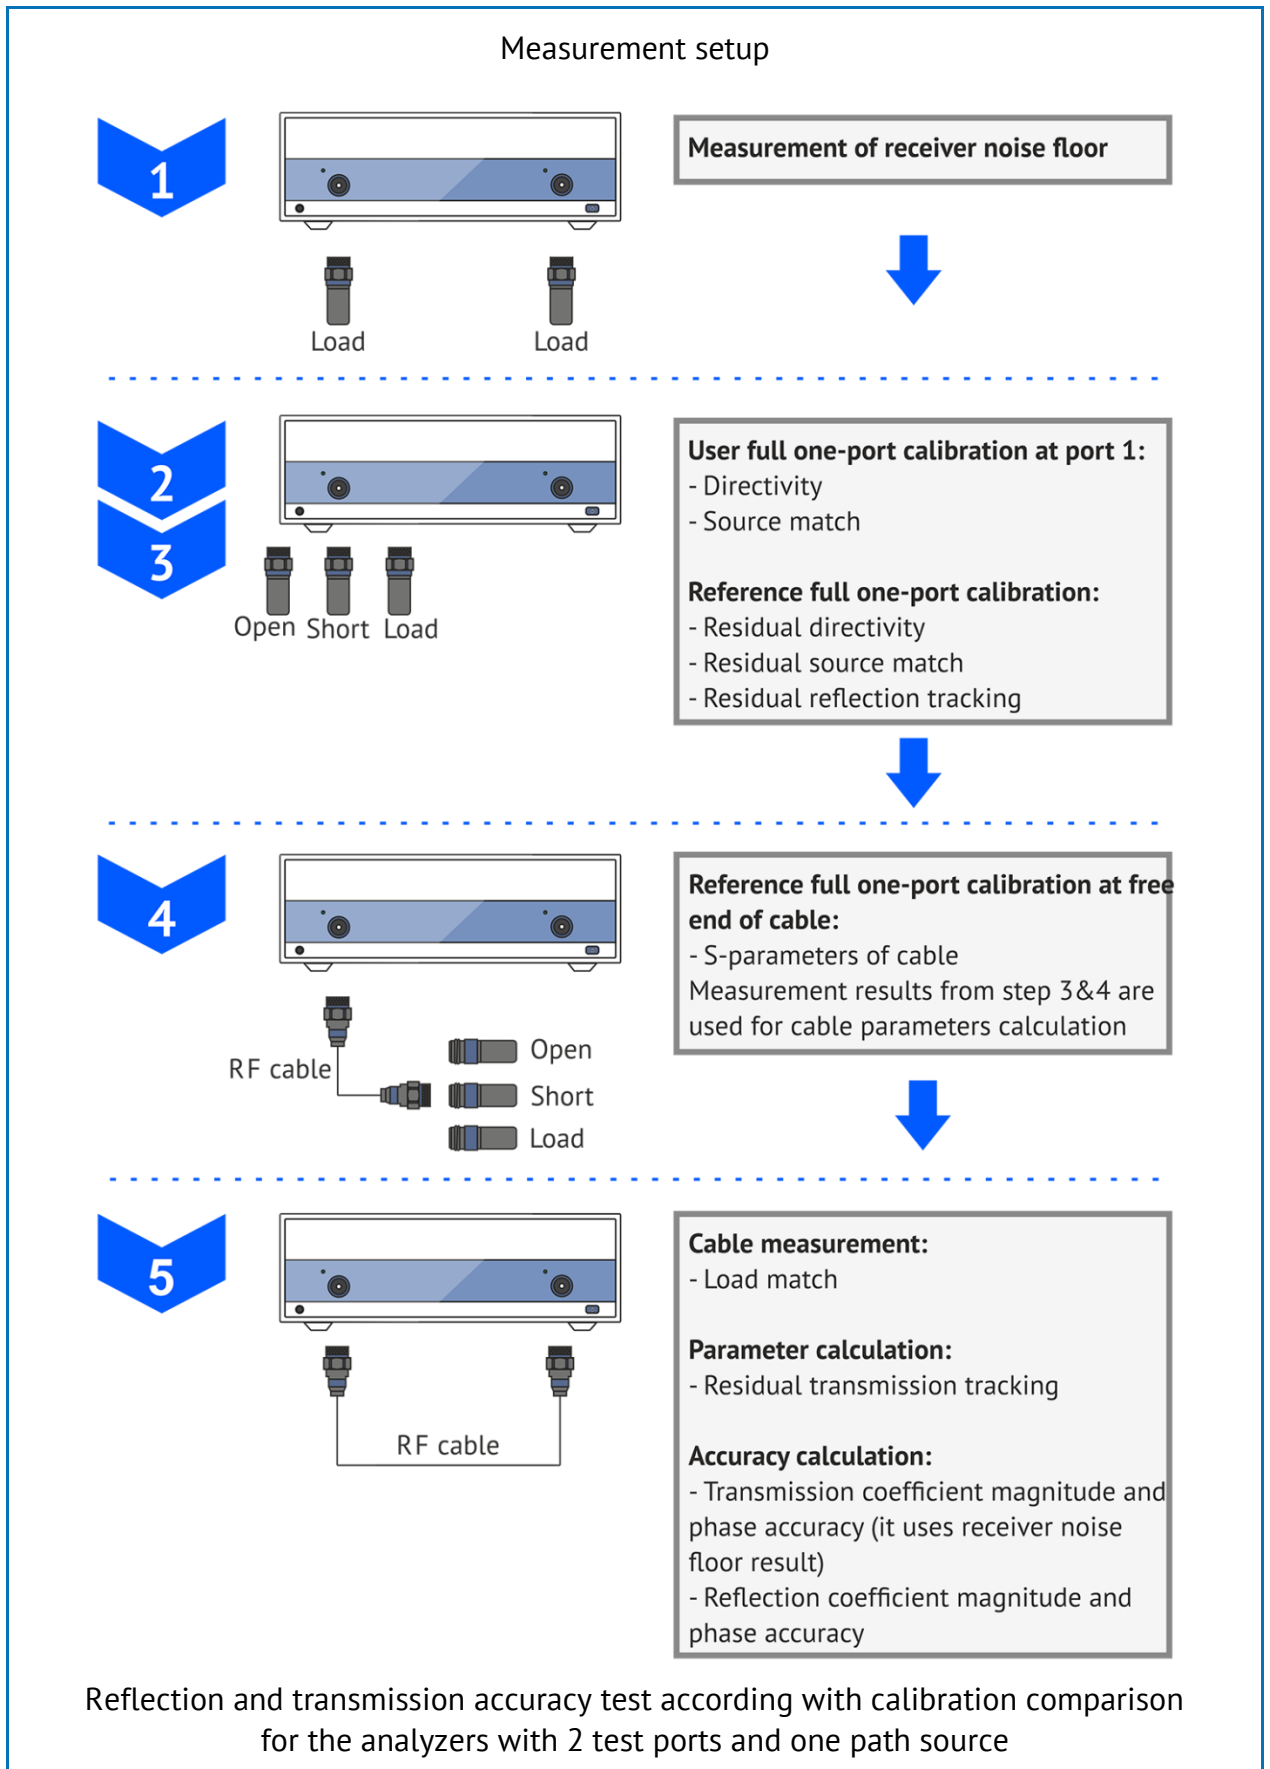 Measurement setup
1
Measurement of receiver noise floor
Load
Load
2
3
Open
Short
Load
User full one-port calibration at port 1:
- Directivity
- Source match
Reference full one-port calibration:
- Residual directivity
- Residual source match
- Residual reflection tracking
4
RF cable
Open
Short
Load
Reference full one-port calibration at free
end of cable:
- S-parameters of cable
Measurement results from step 3&4 are
used for cable parameters calculation
5
RF cable
Cable measurement:
- Load match
Parameter calculation:
- Residual transmission tracking
Accuracy calculation:
- Transmission coefficient magnitude and
phase accuracy (it uses receiver noise
floor result)
- Reflection coefficient magnitude and
phase accuracy
Reflection and transmission accuracy test according with calibration comparison
for the analyzers with 2 test ports and one path source